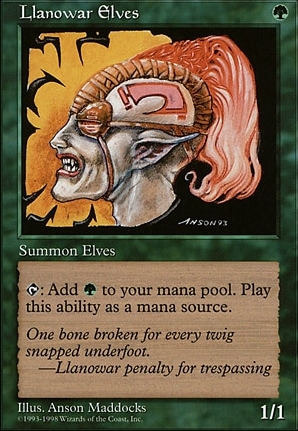 Llanowar Elves
ANSON93
Summon Elves
: Add to your mana pool. Play
this ability as a mana source.
One bone broken for every twig
snapped underfoot.
—Llanowar penalty for trespassing
Illus. Anson Maddocks
©1993-1998 Wizards of the Coast, Inc.
1/1